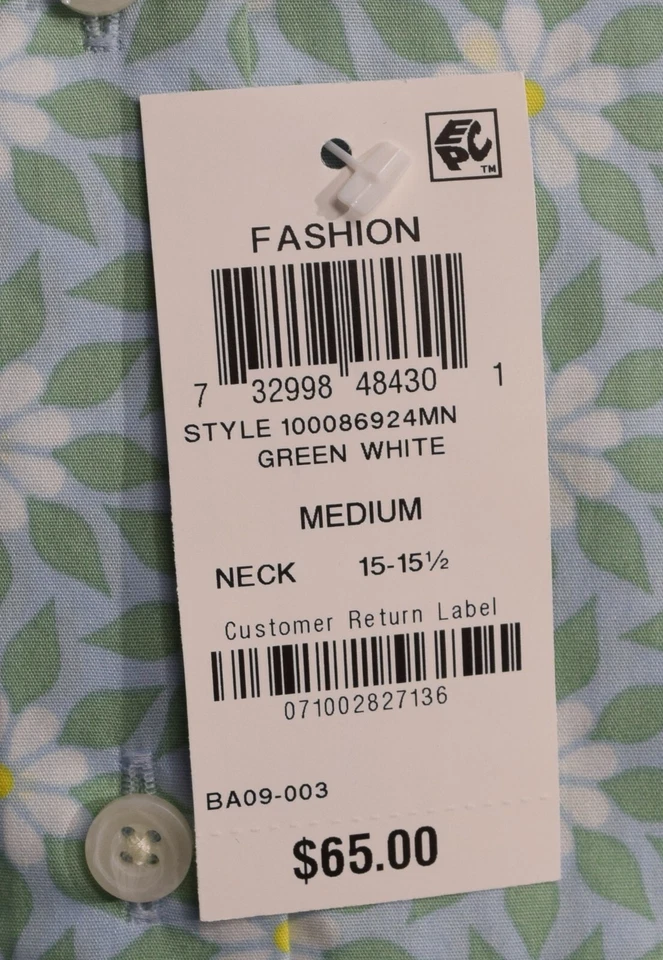 EPC™
FASHION
7 32998 48430 1
STYLE 100086924MN
GREEN WHITE
MEDIUM
NECK 15-15½
Customer Return Label
071002827136
BA09-003
$65.00